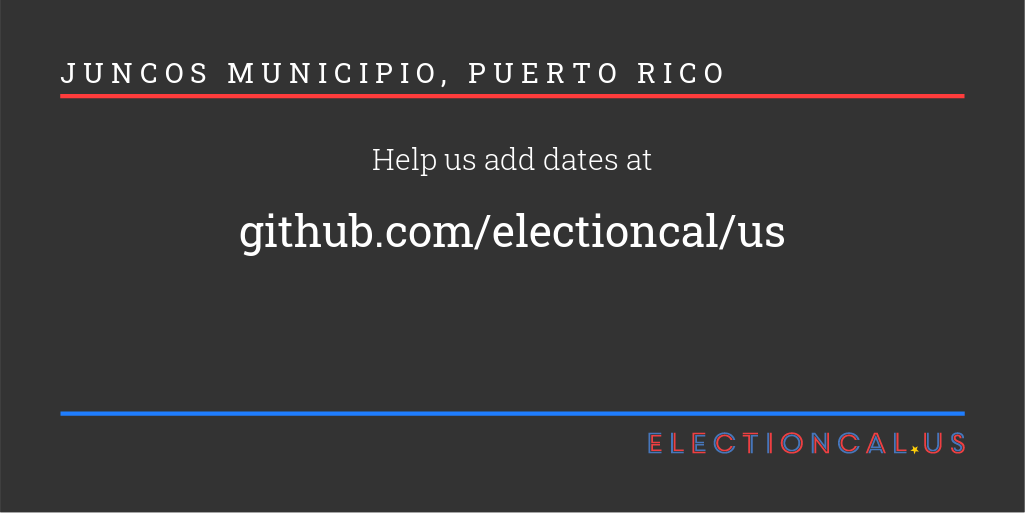 JUNCOS MUNICIPIO, PUERTO RICO
Help us add dates at
github.com/electioncal/us
ELECTIONCAL.US